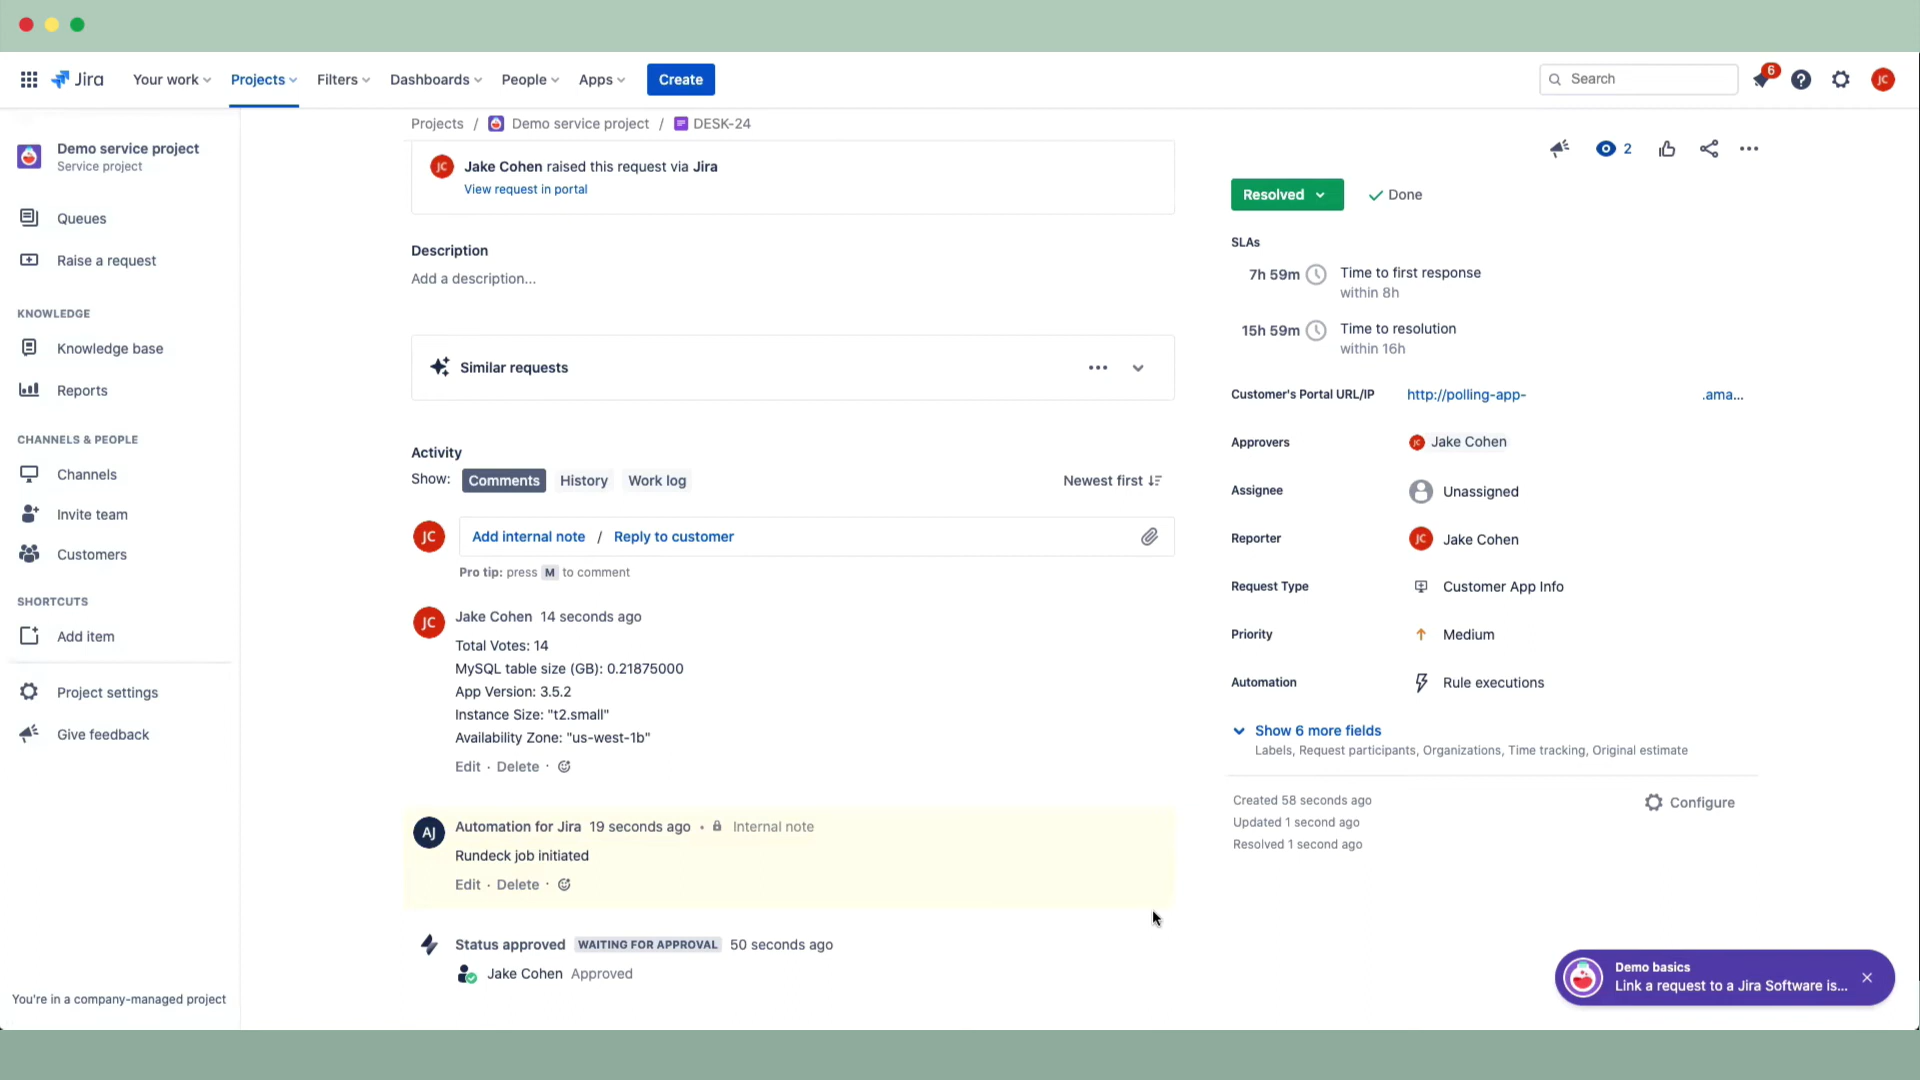 Jira
Your work
Projects
Filters
Dashboards
People
Apps
Create
Search
6
JC
Demo service project
Service project
Queues
Raise a request
KNOWLEDGE
Knowledge base
Reports
CHANNELS & PEOPLE
Channels
Invite team
Customers
SHORTCUTS
Add item
Project settings
Give feedback
You're in a company-managed project
Projects / Demo service project / DESK-24
JC Jake Cohen raised this request via Jira
View request in portal
Description
Add a description...
Similar requests
Activity
Show: Comments History Work log Newest first
JC Add internal note / Reply to customer
Pro tip: press M to comment
JC Jake Cohen 14 seconds ago
Total Votes: 14
MySQL table size (GB): 0.21875000
App Version: 3.5.2
Instance Size: "t2.small"
Availability Zone: "us-west-1b"
Edit · Delete ·
AJ Automation for Jira 19 seconds ago • Internal note
Rundeck job initiated
Edit · Delete ·
Status approved WAITING FOR APPROVAL 50 seconds ago
Jake Cohen Approved
2
Resolved Done
SLAs
7h 59m Time to first response
within 8h
15h 59m Time to resolution
within 16h
Customer's Portal URL/IP http://polling-app- .ama...
Approvers JC Jake Cohen
Assignee Unassigned
Reporter JC Jake Cohen
Request Type Customer App Info
Priority Medium
Automation Rule executions
Show 6 more fields
Labels, Request participants, Organizations, Time tracking, Original estimate
Created 58 seconds ago
Configure
Updated 1 second ago
Resolved 1 second ago
Demo basics
Link a request to a Jira Software is...